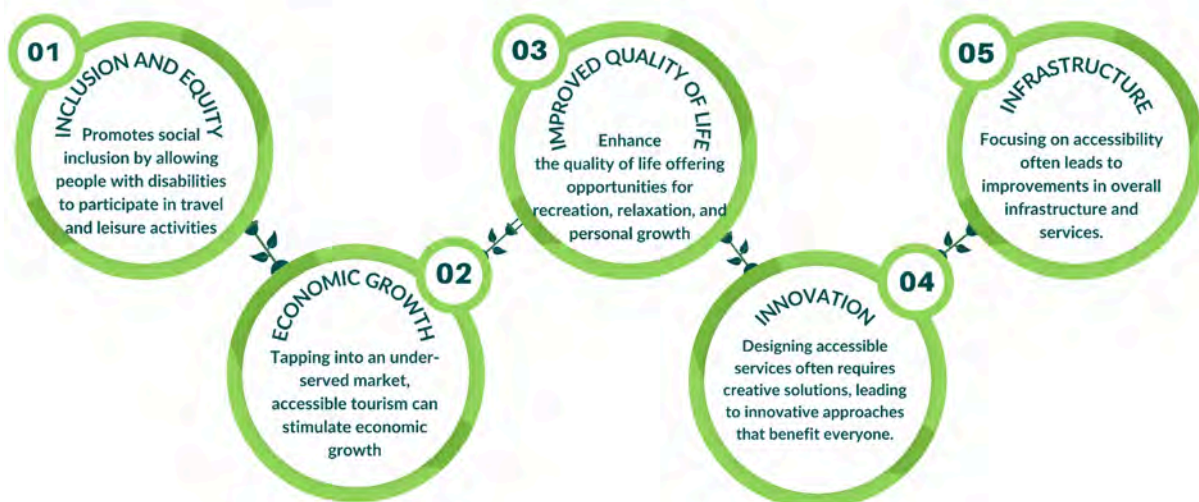 01
INCLUSION AND EQUITY
Promotes social
inclusion by allowing
people with disabilities
to participate in travel
and leisure activities
02
ECONOMIC GROWTH
Tapping into an under-
served market,
accessible tourism can
stimulate economic
growth
03
IMPROVED QUALITY OF LIFE
Enhance
the quality of life offering
opportunities for
recreation, relaxation, and
personal growth
04
INNOVATION
Designing accessible
services often requires
creative solutions, leading
to innovative approaches
that benefit everyone.
05
INFRASTRUCTURE
Focusing on accessibility
often leads to
improvements in overall
infrastructure and
services.